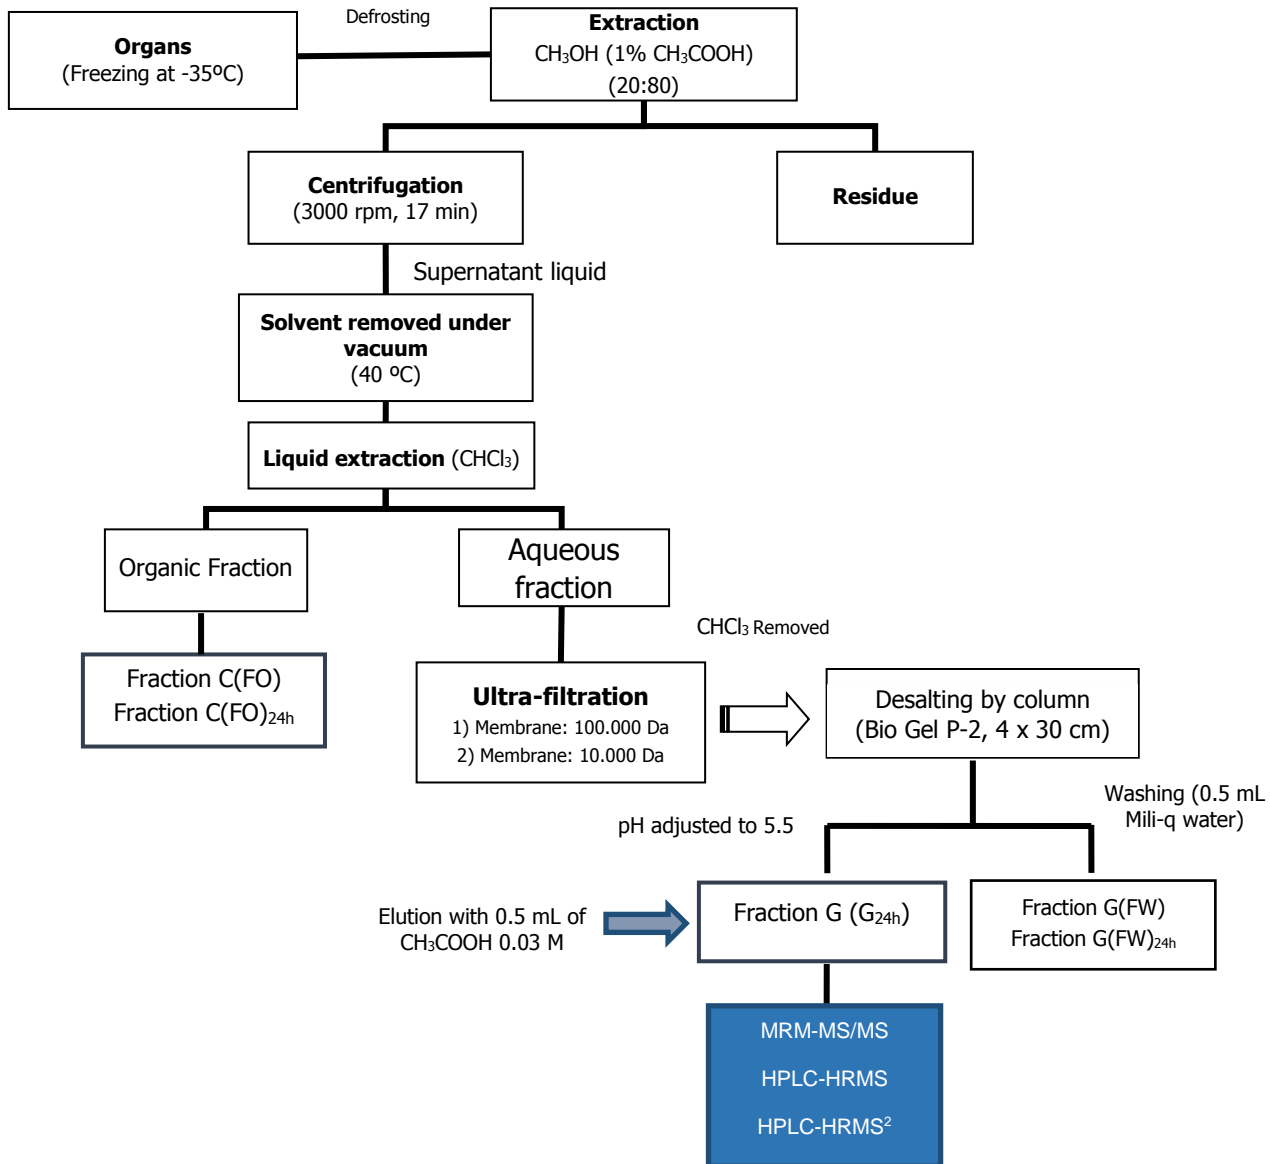 Defrosting
Organs
(Freezing at -35ºC)
Extraction
CH₃OH (1% CH₃COOH)
(20:80)
Centrifugation
(3000 rpm, 17 min)
Residue
Supernatant liquid
Solvent removed under
vacuum
(40 ºC)
Liquid extraction (CHCl₃)
Organic Fraction
Aqueous
fraction
Fraction C(FO)
Fraction C(FO)₂₄ₕ
CHCl₃ Removed
Ultra-filtration
1) Membrane: 100.000 Da
2) Membrane: 10.000 Da
Desalting by column
(Bio Gel P-2, 4 x 30 cm)
pH adjusted to 5.5
Washing (0.5 mL
Mili-q water)
Elution with 0.5 mL of
CH₃COOH 0.03 M
Fraction G (G₂₄ₕ)
Fraction G(FW)
Fraction G(FW)₂₄ₕ
MRM-MS/MS
HPLC-HRMS
HPLC-HRMS²